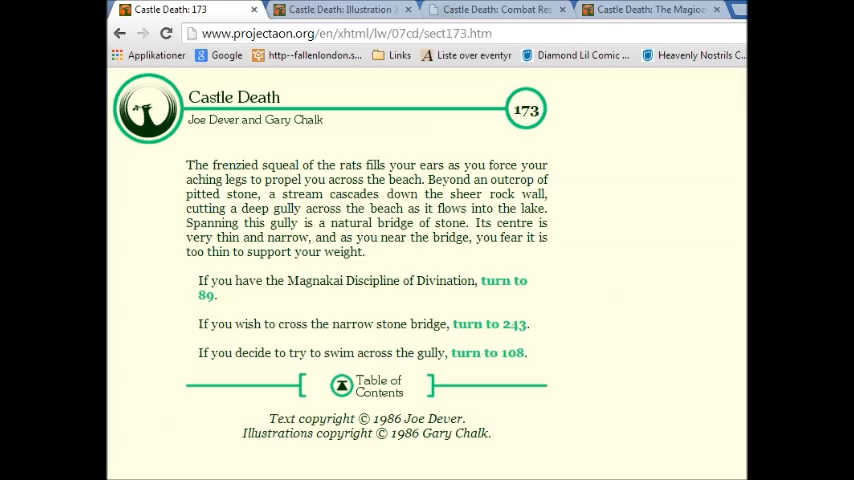 Castle Death: 173
Castle Death: Illustration
Castle Death: Combat Re
Castle Death: The Magio
www.projectaon.org/en/xhtml/lw/07cd/sect173.htm
Applikationer
Google
http--fallenlondon.s...
Links
Liste over eventyr
Diamond Lil Comic ...
Heavenly Nostrils C...
Castle Death
173
Joe Dever and Gary Chalk
The frenzied squeal of the rats fills your ears as you force your
aching legs to propel you across the beach. Beyond an outcrop of
pitted stone, a stream cascades down the sheer rock wall,
cutting a deep gully across the beach as it flows into the lake.
Spanning this gully is a natural bridge of stone. Its centre is
very thin and narrow, and as you near the bridge, you fear it is
too thin to support your weight.
If you have the Magnakai Discipline of Divination, turn to
89.
If you wish to cross the narrow stone bridge, turn to 243.
If you decide to try to swim across the gully, turn to 108.
Table of
Contents
Text copyright © 1986 Joe Dever.
Illustrations copyright © 1986 Gary Chalk.